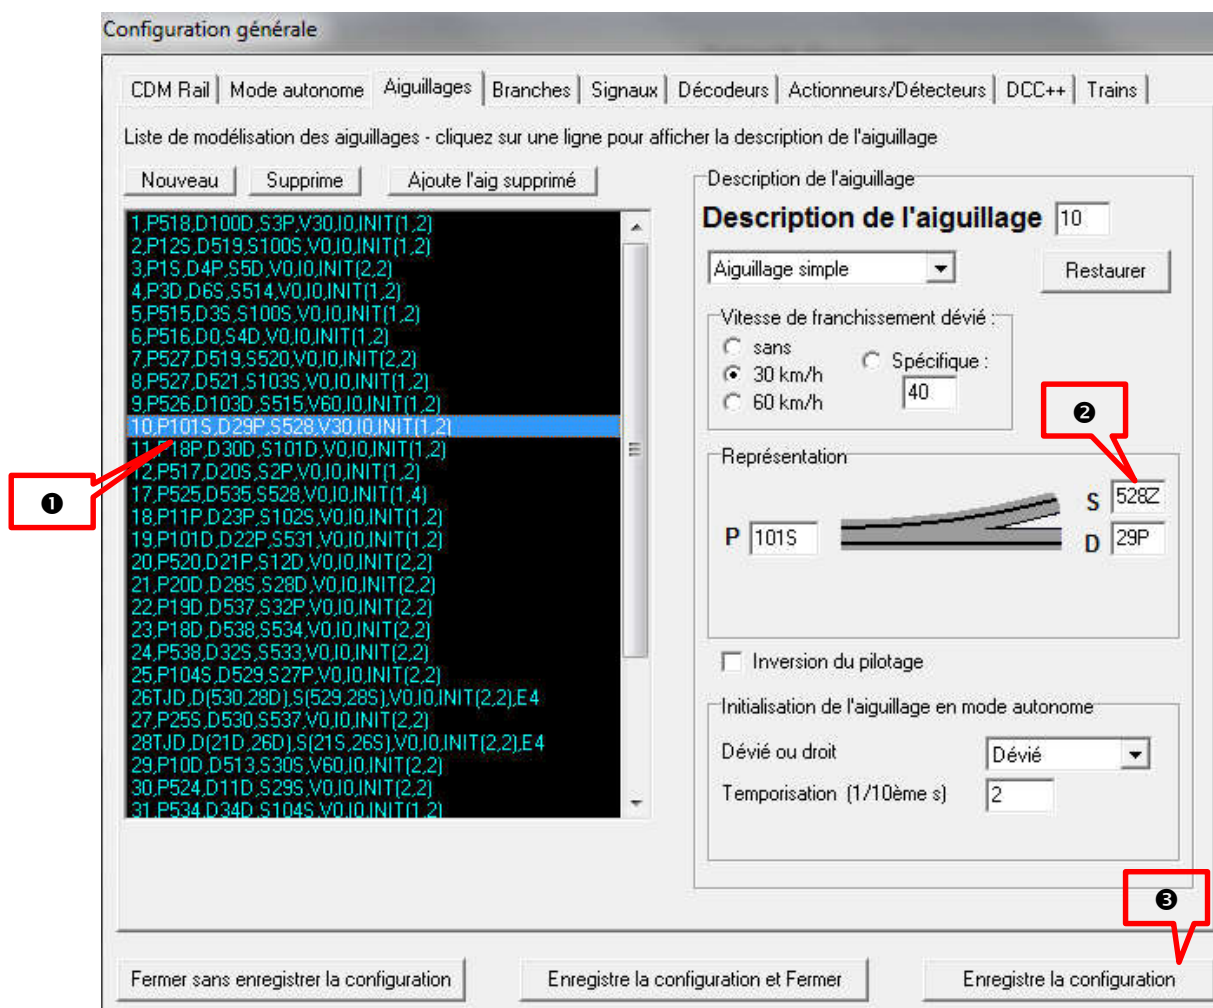 Configuration générale
CDM Rail Mode autonome Aiguillages Branches Signaux Décodeurs Actionneurs/Détecteurs DCC++ Trains
Liste de modélisation des aiguillages - cliquez sur une ligne pour afficher la description de l'aiguillage
Nouveau Supprime Ajoute l'aig supprimé
1,P518,D100D,S3P,V30,I0,INIT(1,2)
2,P12S,D519,S100S,V0,I0,INIT(1,2)
3,P1S,D4P,S5D,V0,I0,INIT(2,2)
4,P3D,D6S,S514,V0,I0,INIT(1,2)
5,P515,D3S,S100S,V0,I0,INIT(1,2)
6,P516,D0,S4D,V0,I0,INIT(1,2)
7,P527,D519,S520,V0,I0,INIT(2,2)
8,P527,D521,S103S,V0,I0,INIT(1,2)
9,P526,D103D,S515,V60,I0,INIT(1,2)
10,P101S,D29P,S528,V30,I0,INIT(1,2)
11,P18P,D30D,S101D,V0,I0,INIT(1,2)
12,P517,D20S,S2P,V0,I0,INIT(1,2)
17,P525,D535,S528,V0,I0,INIT(1,4)
18,P11P,D23P,S102S,V0,I0,INIT(1,2)
19,P101D,D22P,S531,V0,I0,INIT(1,2)
20,P520,D21P,S12D,V0,I0,INIT(2,2)
21,P20D,D28S,S28D,V0,I0,INIT(2,2)
22,P19D,D537,S32P,V0,I0,INIT(2,2)
23,P18D,D538,S534,V0,I0,INIT(2,2)
24,P538,D32S,S533,V0,I0,INIT(2,2)
25,P104S,D529,S27P,V0,I0,INIT(2,2)
26TJD,D(530,28D),S(529,28S),V0,I0,INIT(2,2),E4
27,P25S,D530,S537,V0,I0,INIT(2,2)
28TJD,D(21D,26D),S(21S,26S),V0,I0,INIT(2,2),E4
29,P10D,D513,S30S,V60,I0,INIT(2,2)
30,P524,D11D,S29S,V0,I0,INIT(2,2)
31,P534,D34D,S104S,V0,I0,INIT(1,2)
❶
Description de l'aiguillage
Description de l'aiguillage 10
Aiguillage simple Restaurer
Vitesse de franchissement dévié :
sans
30 km/h
60 km/h
Spécifique :
40
❷
Représentation
P 101S
S 528Z
D 29P
Inversion du pilotage
Initialisation de l'aiguillage en mode autonome
Dévié ou droit Dévié
Temporisation (1/10ème s) 2
❸
Fermer sans enregistrer la configuration Enregistre la configuration et Fermer Enregistre la configuration